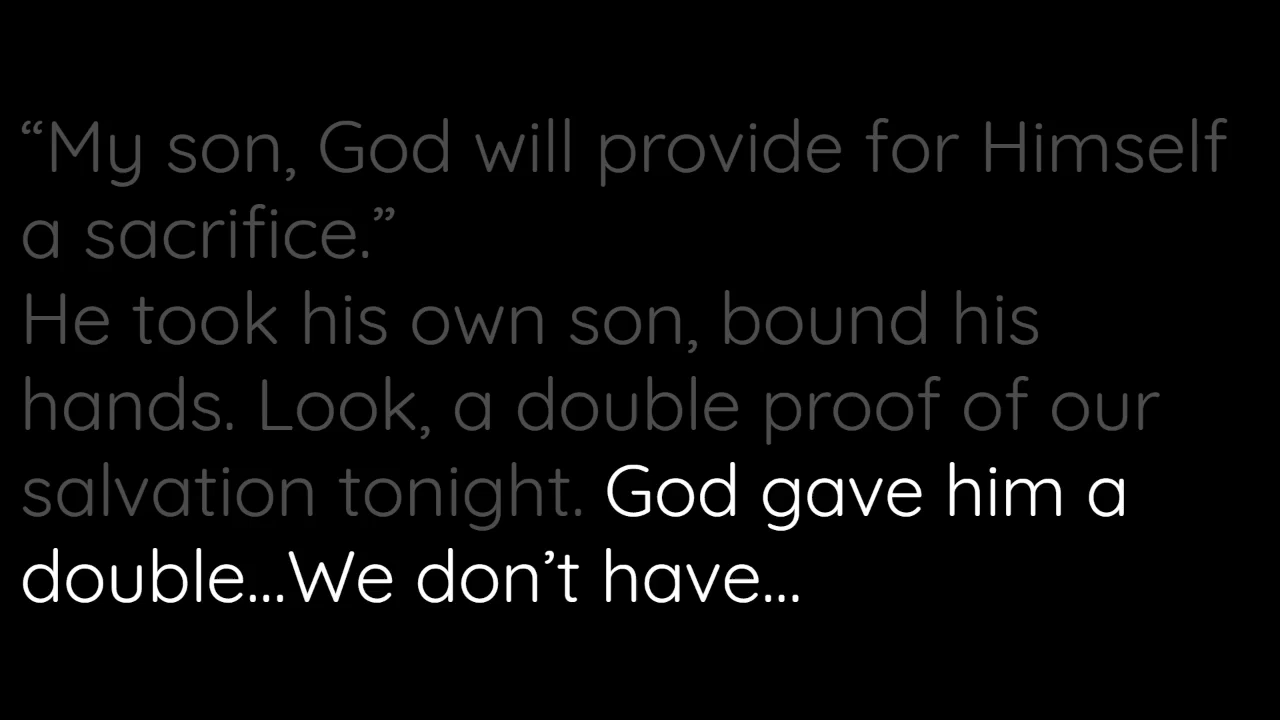 “My son, God will provide for Himself
a sacrifice.”
He took his own son, bound his
hands. Look, a double proof of our
salvation tonight. God gave him a
double...We don’t have...